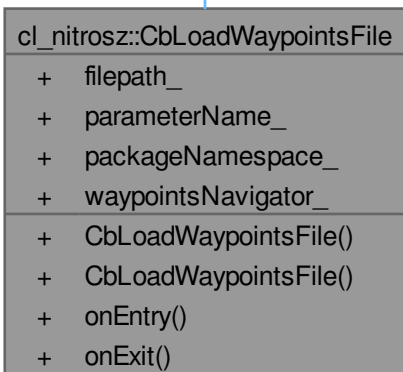 cl_nitrosz::CbLoadWaypointsFile
+ filepath_
+ parameterName_
+ packageNamespace_
+ waypointsNavigator_
+ CbLoadWaypointsFile()
+ CbLoadWaypointsFile()
+ onEntry()
+ onExit()